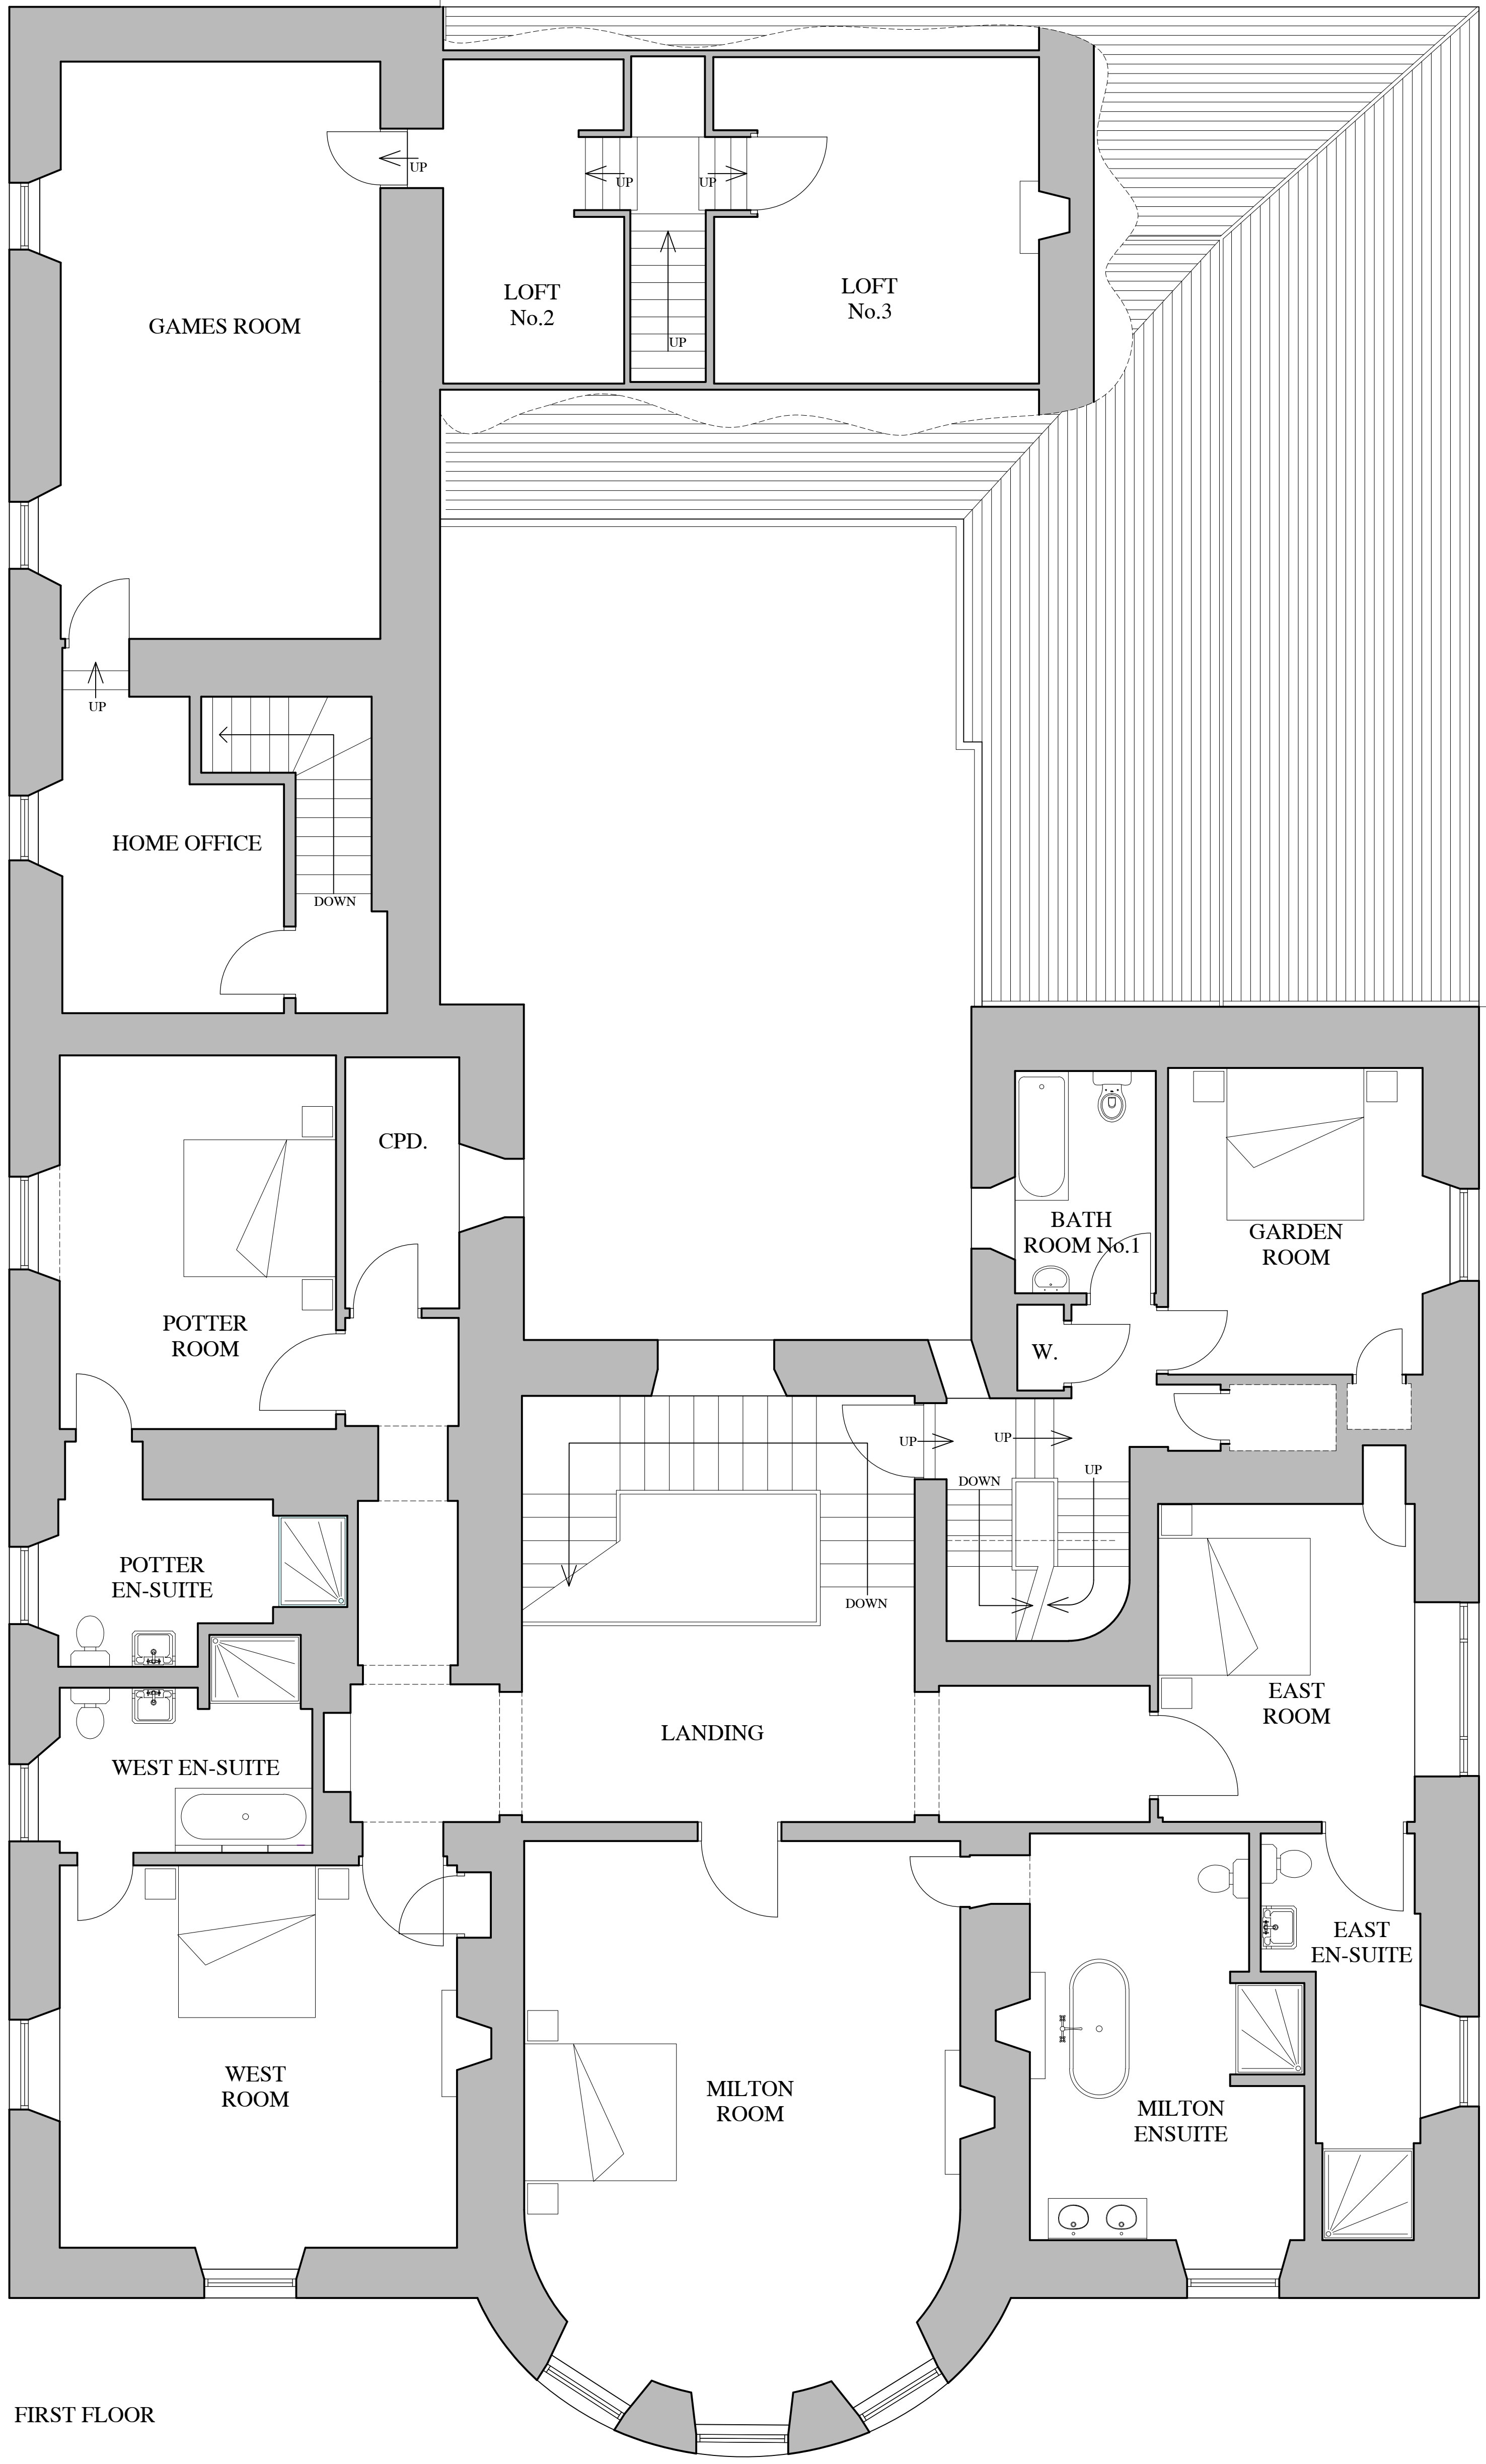 UP
UP
UP
LOFT
No.2
LOFT
No.3
GAMES ROOM
UP
UP
HOME OFFICE
DOWN
CPD.
BATH
ROOM No.1
GARDEN
ROOM
POTTER
ROOM
W.
UP
UP
DOWN
UP
POTTER
EN-SUITE
DOWN
EAST
ROOM
LANDING
WEST EN-SUITE
EAST
EN-SUITE
WEST
ROOM
MILTON
ROOM
MILTON
ENSUITE
FIRST FLOOR